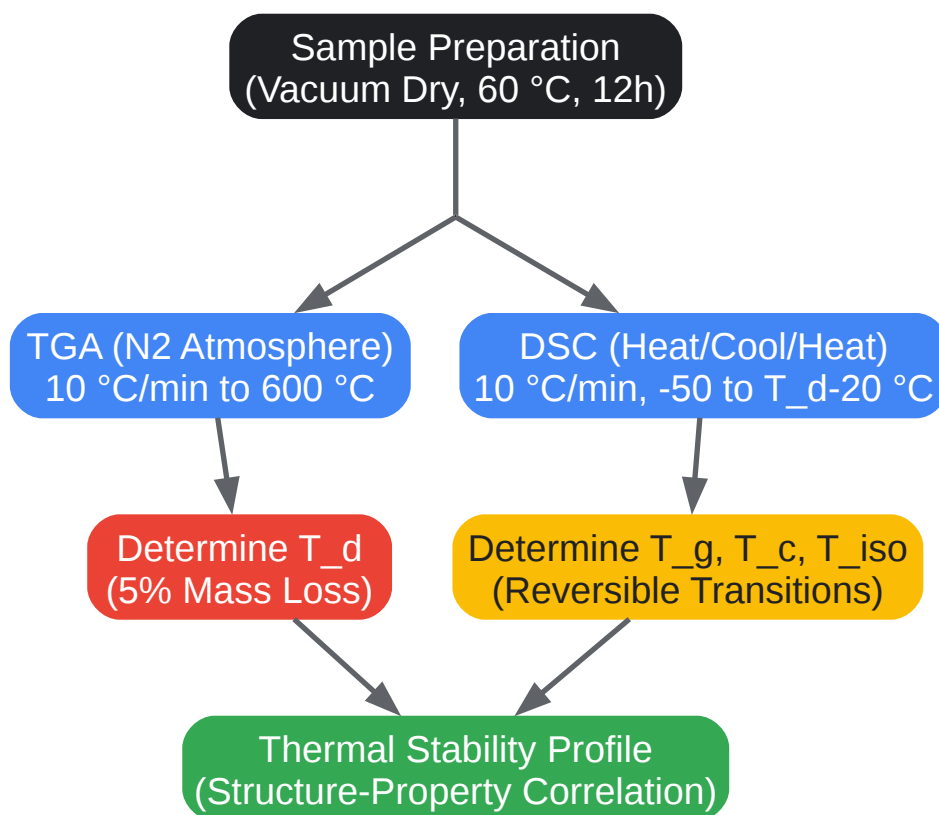 Sample Preparation
(Vacuum Dry, 60 °C, 12h)
TGA (N2 Atmosphere)
10 °C/min to 600 °C
DSC (Heat/Cool/Heat)
10 °C/min, -50 to T_d-20 °C
Determine T_d
(5% Mass Loss)
Determine T_g, T_c, T_iso
(Reversible Transitions)
Thermal Stability Profile
(Structure-Property Correlation)